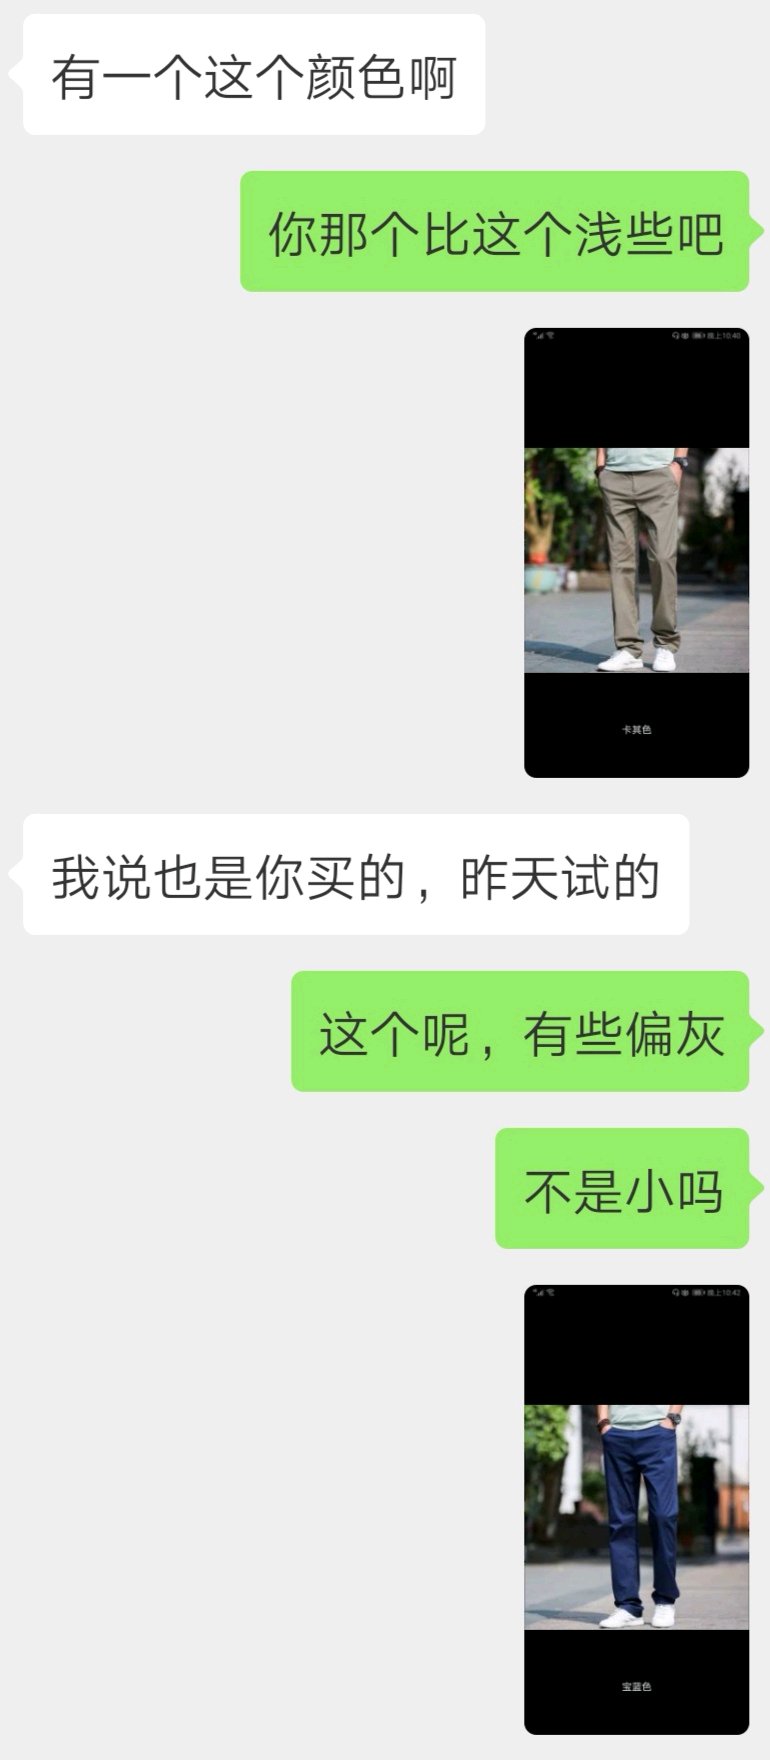 有一个这个颜色啊
你那个比这个浅些吧
晚上10:40
卡其色
我说也是你买的，昨天试的
这个呢，有些偏灰
不是小吗
晚上10:42
宝蓝色